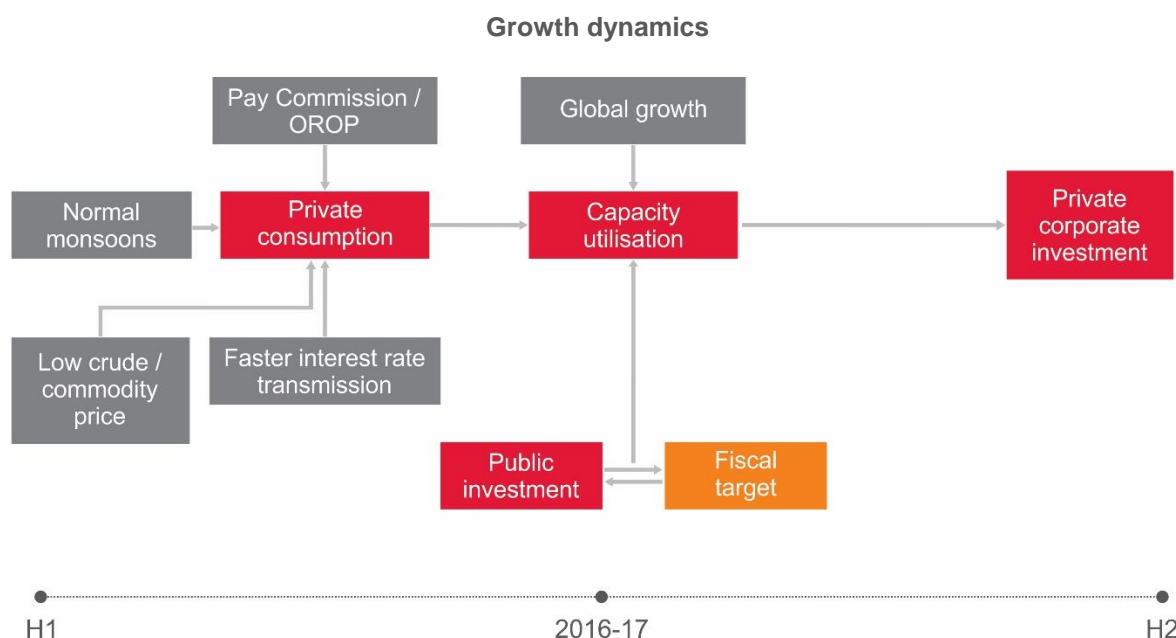 Growth dynamics
Pay Commission /
OROP
Global growth
Normal
monsoons
Private
consumption
Capacity
utilisation
Private
corporate
investment
Low crude /
commodity
price
Faster interest rate
transmission
Public
investment
Fiscal
target
H1
2016-17
H2